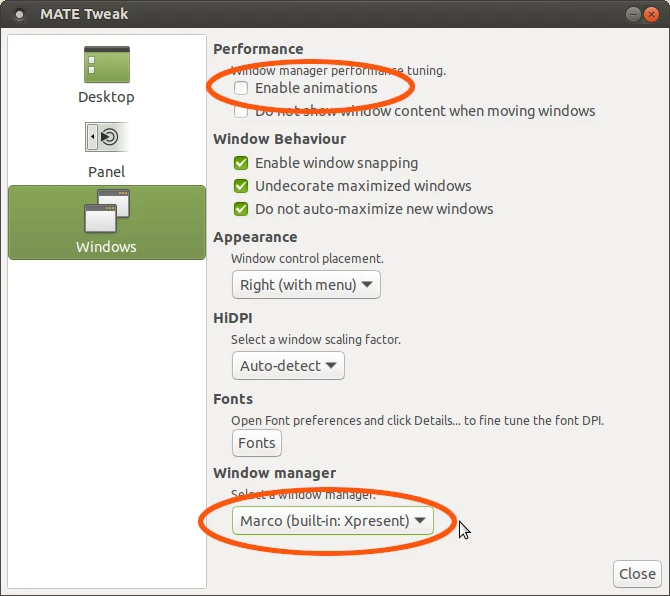 MATE Tweak
Desktop
Panel
Windows
Performance
Window manager performance tuning.
Enable animations
Do not show window content when moving windows
Window Behaviour
Enable window snapping
Undecorate maximized windows
Do not auto-maximize new windows
Appearance
Window control placement.
Right (with menu)
HiDPI
Select a window scaling factor.
Auto-detect
Fonts
Open Font preferences and click Details... to fine tune the font DPI.
Fonts
Window manager
Select a window manager.
Marco (built-in: Xpresent)
Close